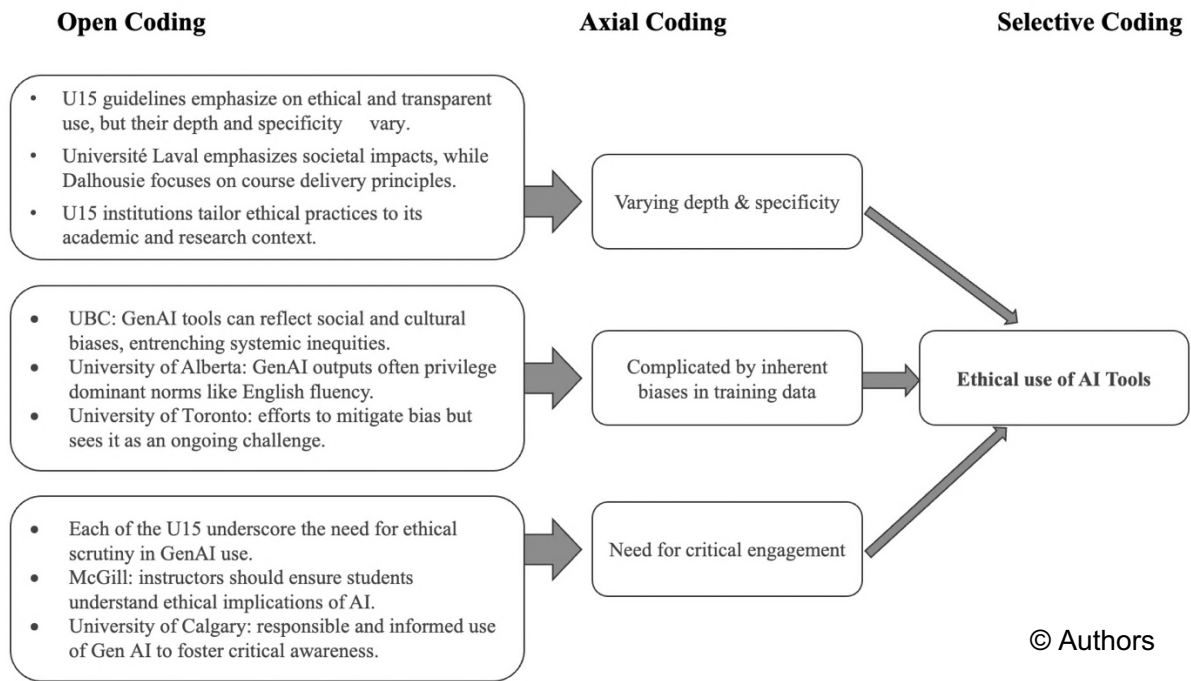 Open Coding
Axial Coding
Selective Coding
• U15 guidelines emphasize on ethical and transparent
use, but their depth and specificity vary.
• Université Laval emphasizes societal impacts, while
Dalhousie focuses on course delivery principles.
• U15 institutions tailor ethical practices to its
academic and research context.
Varying depth & specificity
• UBC: GenAI tools can reflect social and cultural
biases, entrenching systemic inequities.
• University of Alberta: GenAI outputs often privilege
dominant norms like English fluency.
• University of Toronto: efforts to mitigate bias but
sees it as an ongoing challenge.
Complicated by inherent
biases in training data
Ethical use of AI Tools
• Each of the U15 underscore the need for ethical
scrutiny in GenAI use.
• McGill: instructors should ensure students
understand ethical implications of AI.
• University of Calgary: responsible and informed use
of Gen AI to foster critical awareness.
Need for critical engagement
© Authors